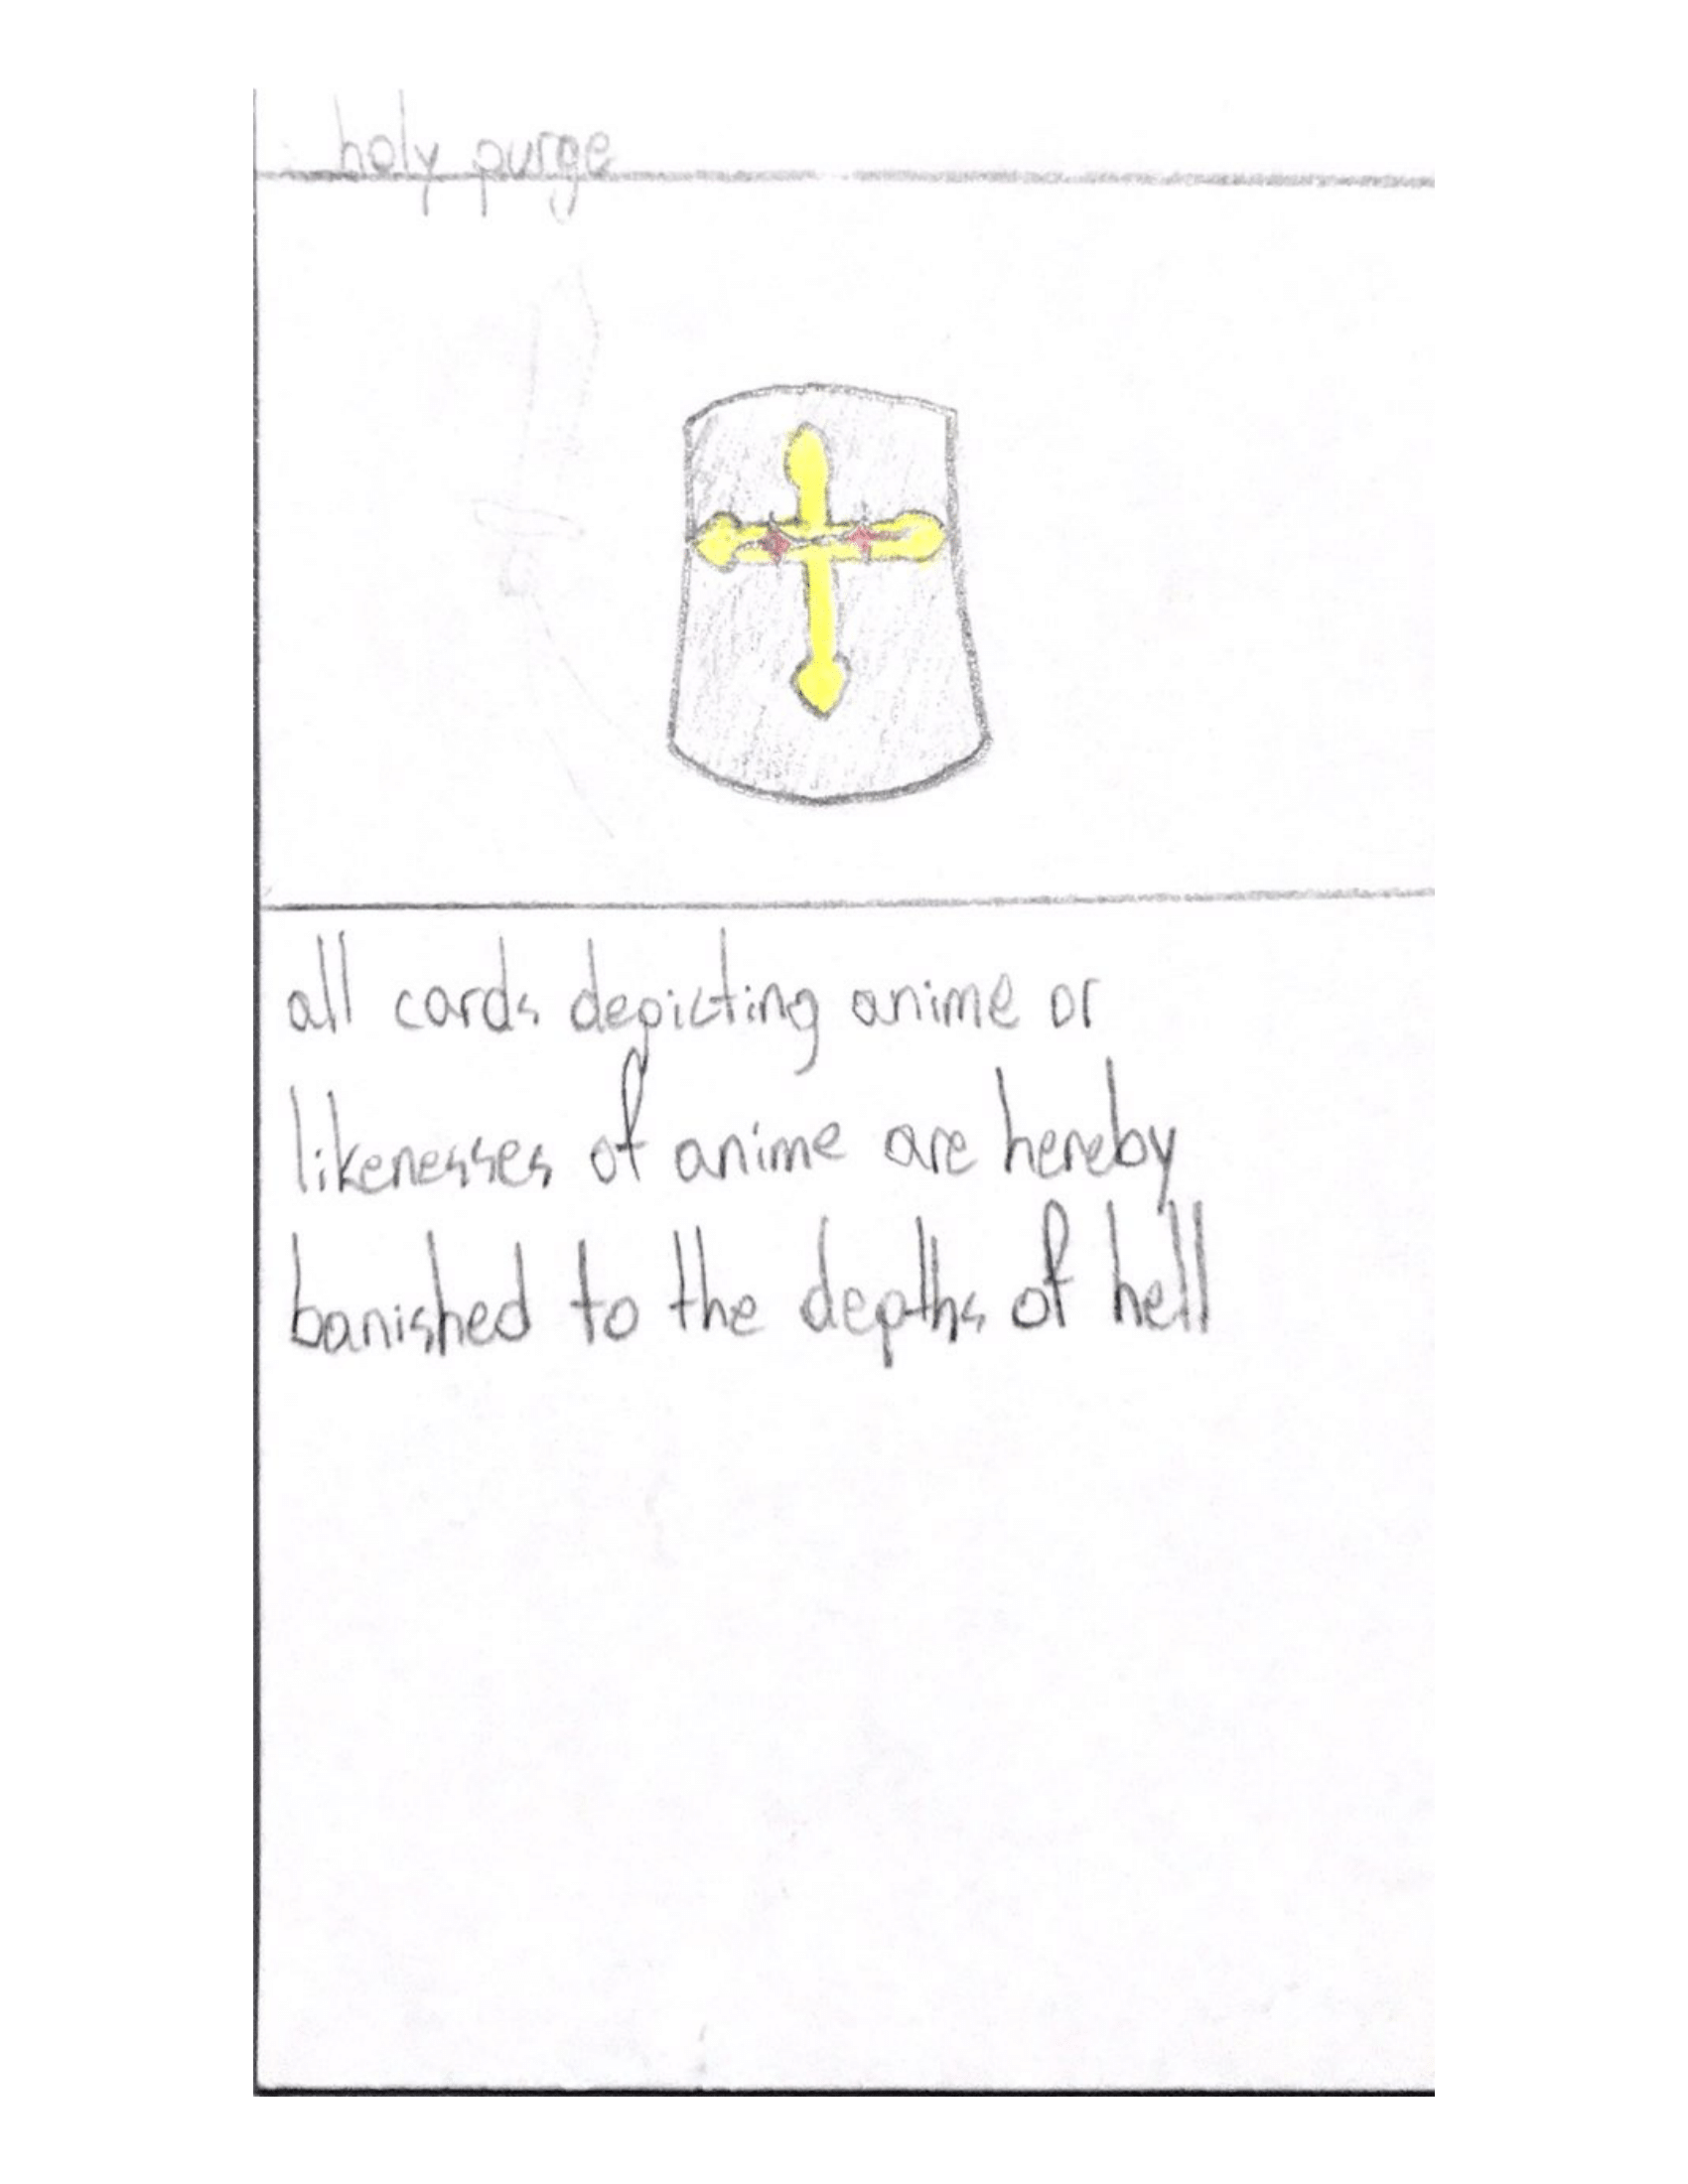 holy purge
all cards depicting anime or
likenesses of anime are hereby
banished to the depths of hell